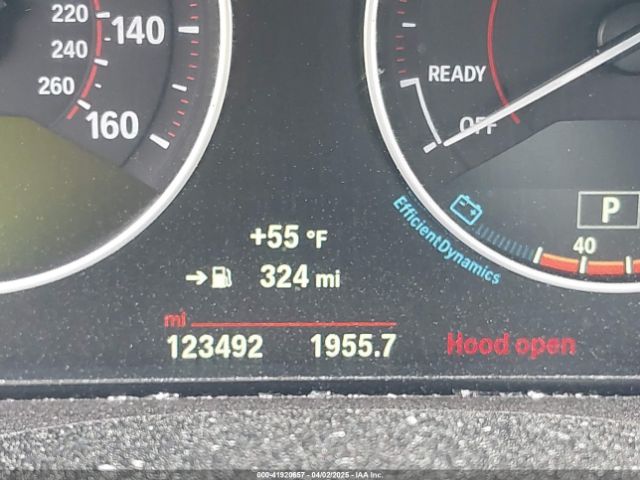 220
140
240
260
160
READY
OFF
P
EfficientDynamics
40
+55 °F
324 mi
mi
123492 1955.7
Hood open
000-41920657 - 04/02/2025 - IAA Inc.